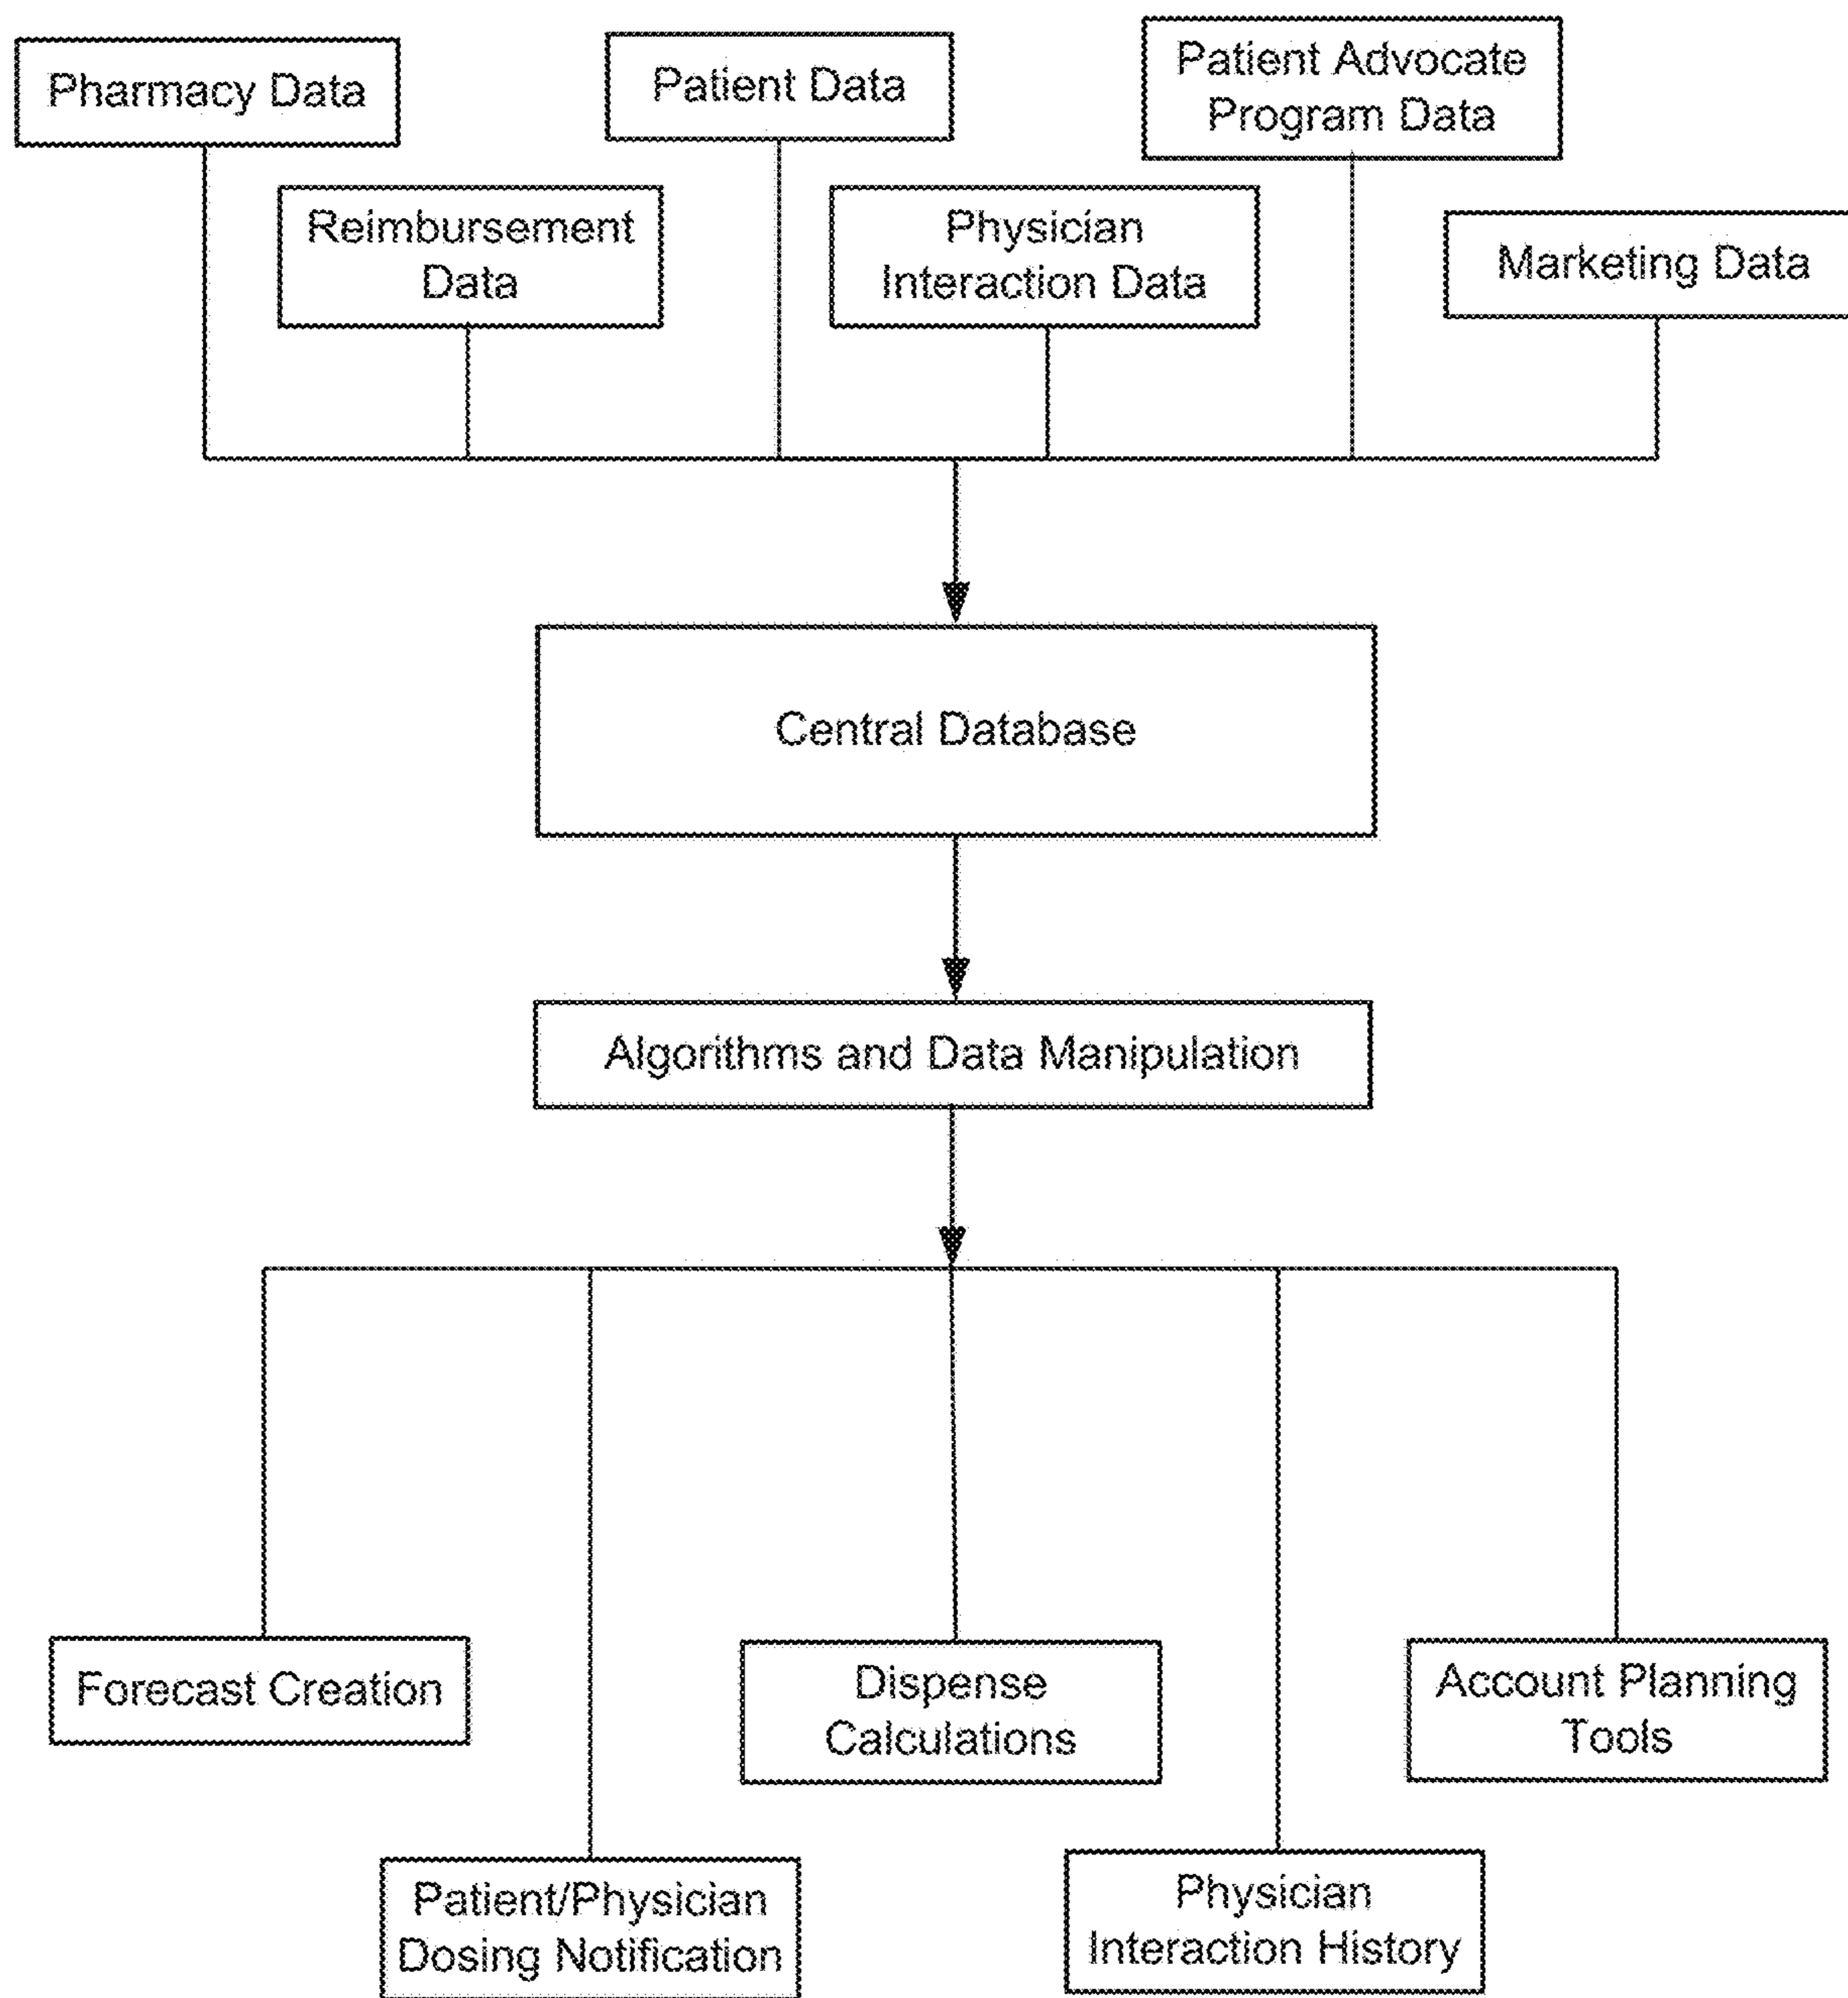 Pharmacy Data
Patient Data
Patient Advocate
Program Data
Reimbursement
Data
Physician
Interaction Data
Marketing Data
Central Database
Algorithms and Data Manipulation
Forecast Creation
Dispense
Calculations
Account Planning
Tools
Patient/Physician
Dosing Notification
Physician
Interaction History